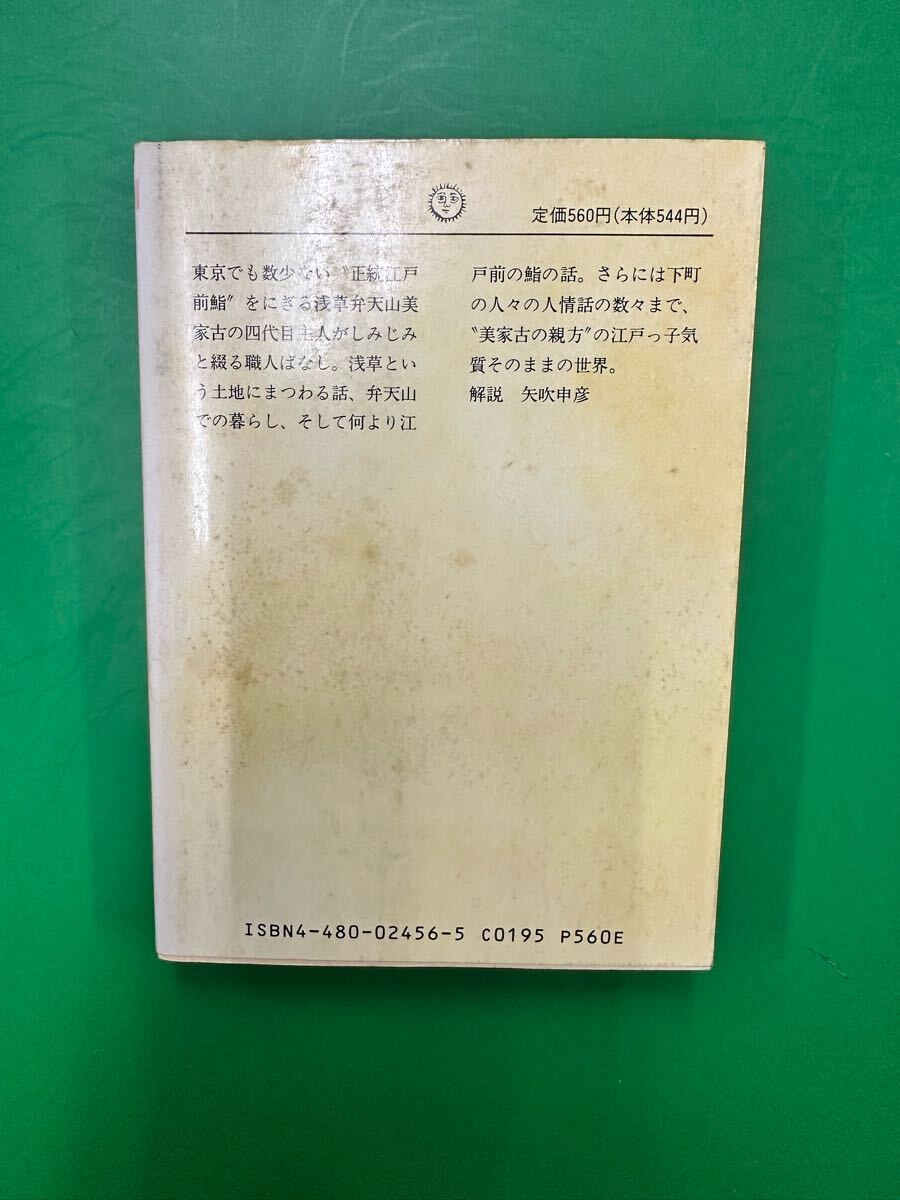 定価560円(本体544円)
東京でも数少ない〝正統江戸
前鮨〟をにぎる浅草弁天山美
家古の四代目主人がしみじみ
と綴る職人ばなし。浅草とい
う土地にまつわる話、弁天山
での暮らし、そして何より江
戸前の鮨の話。さらには下町
の人々の人情話の数々まで、
〝美家古の親方〟の江戸っ子気
質そのままの世界。
解説 矢吹申彦
ISBN4-480-02456-5 C0195 P560E